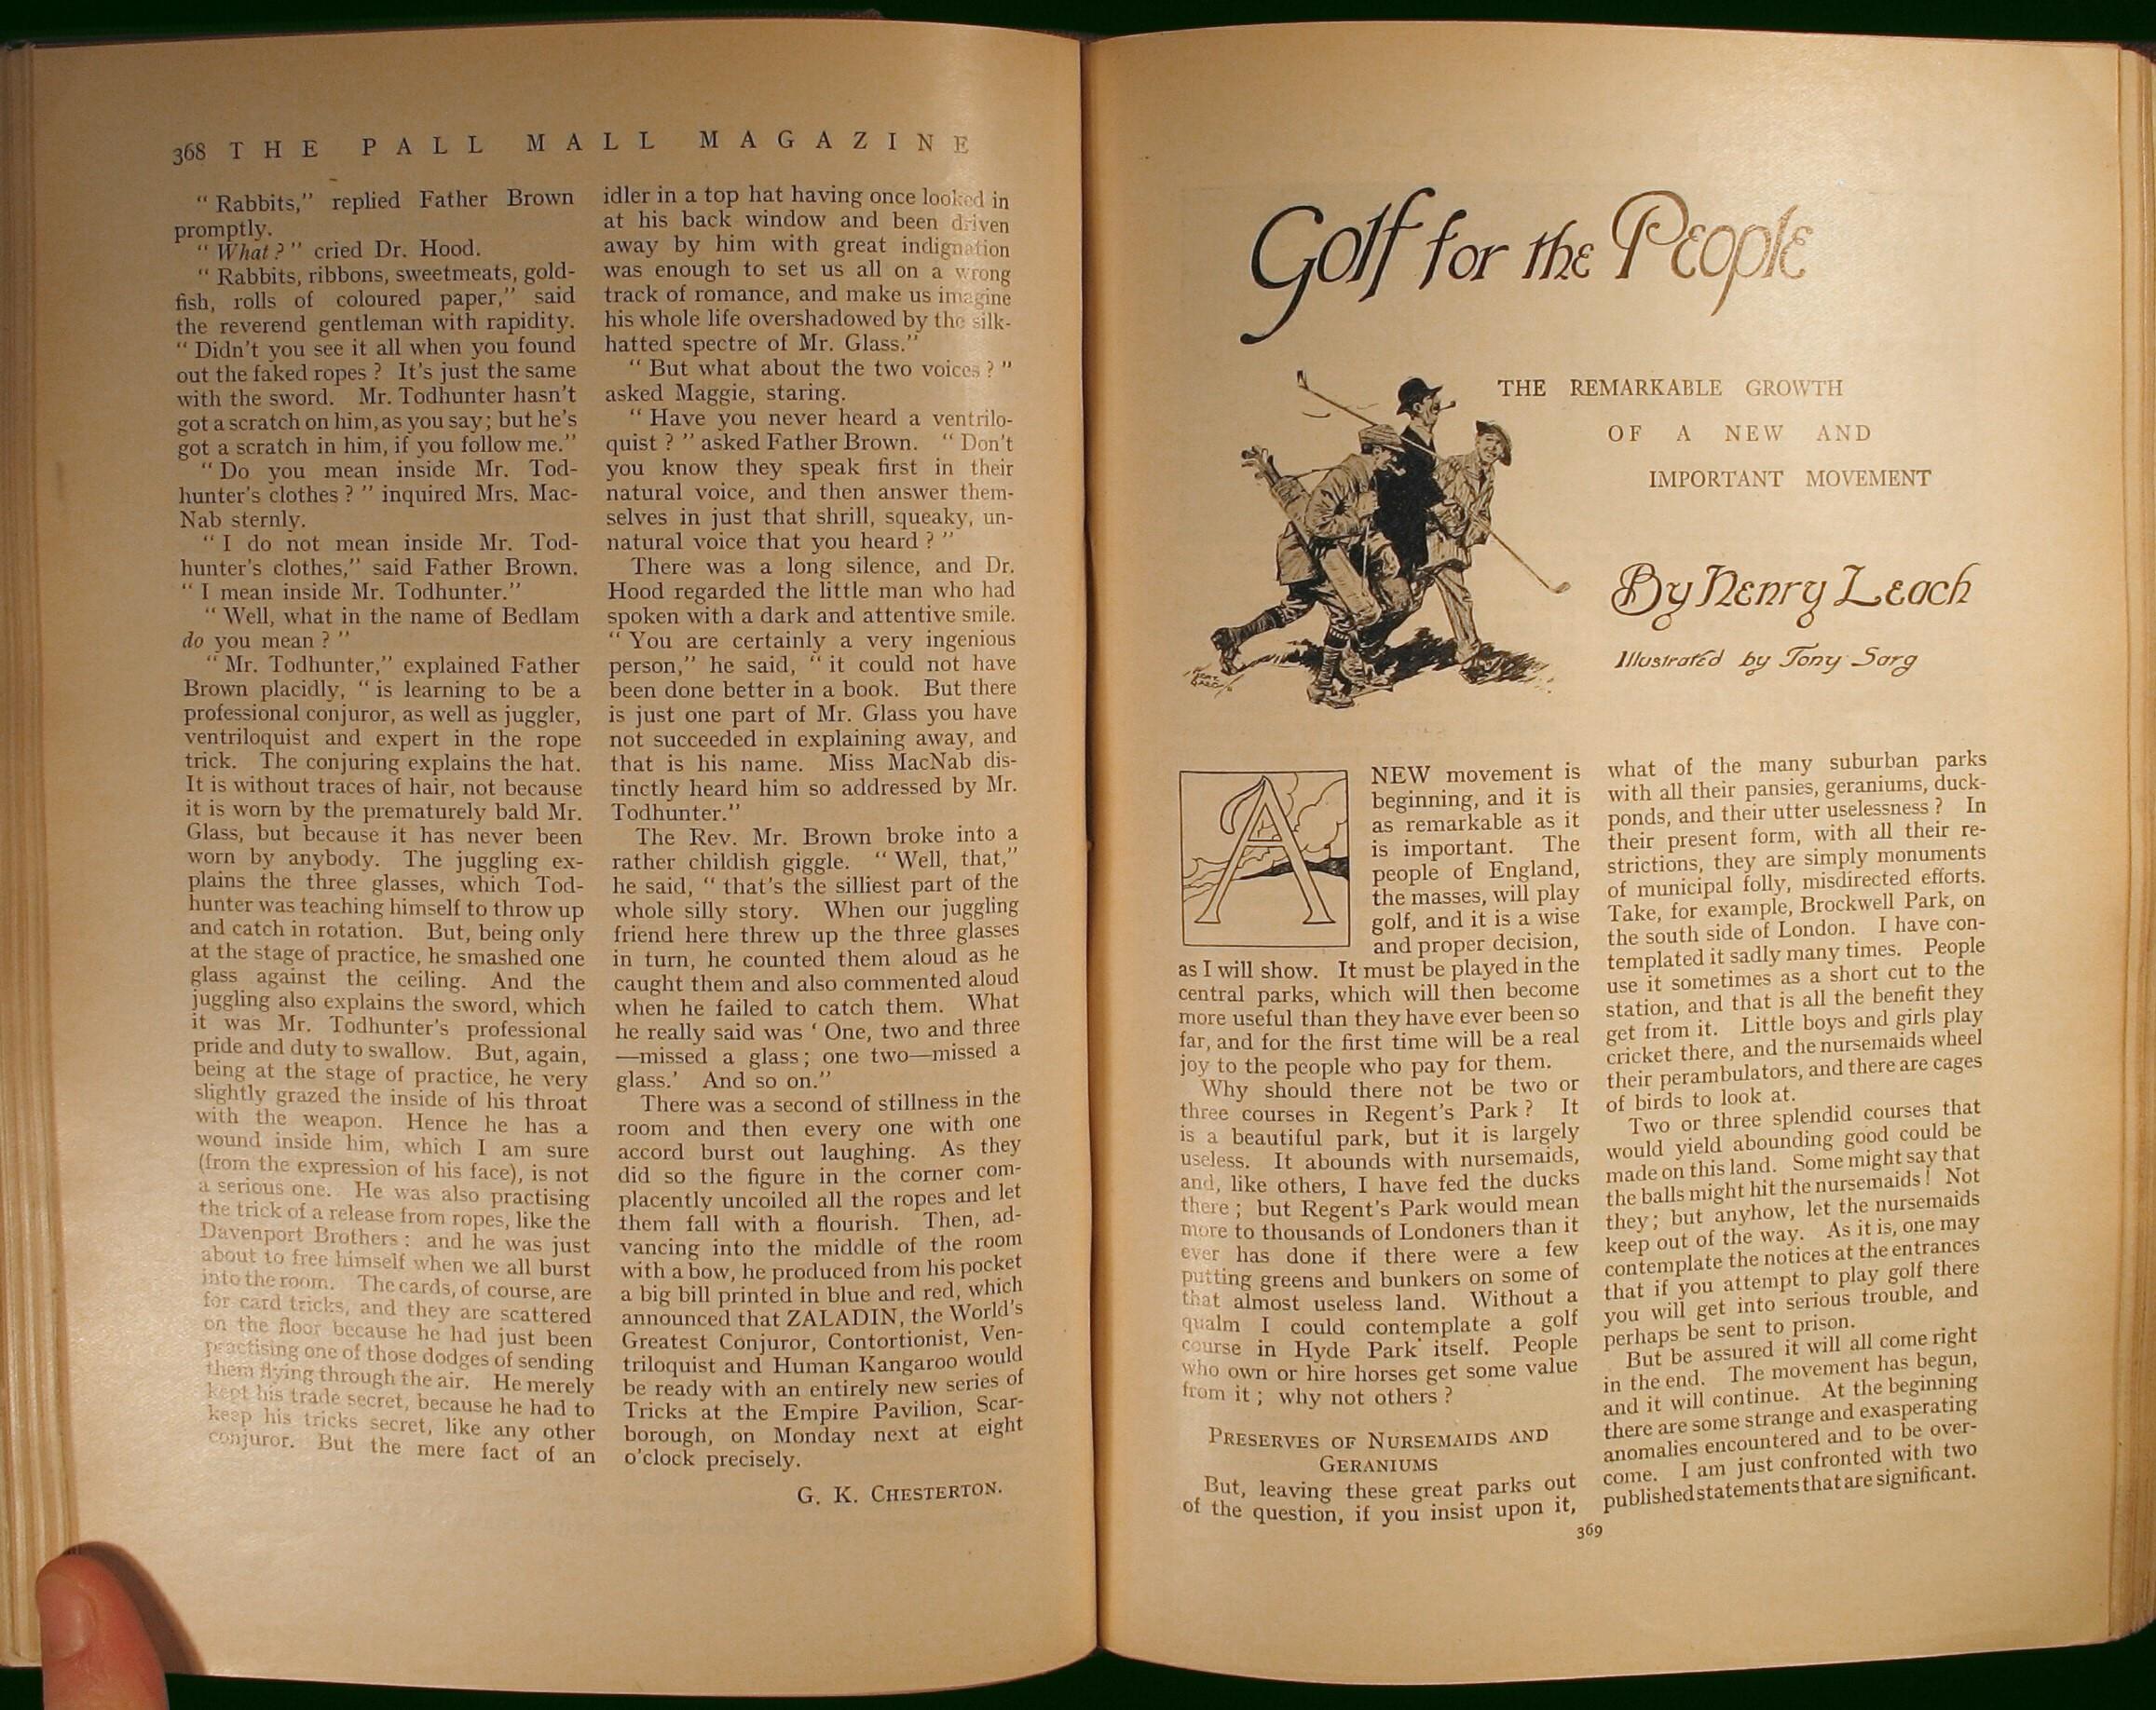 368 THE PALL MALL MAGAZINE
“ Rabbits,” replied Father Brown
promptly.
“ What ? ” cried Dr. Hood.
“ Rabbits, ribbons, sweetmeats, gold-
fish, rolls of coloured paper,” said
the reverend gentleman with rapidity.
“ Didn’t you see it all when you found
out the faked ropes ? It’s just the same
with the sword. Mr. Todhunter hasn’t
got a scratch on him, as you say ; but he’s
got a scratch in him, if you follow me.”
“ Do you mean inside Mr. Tod-
hunter’s clothes ? ” inquired Mrs. Mac-
Nab sternly.
“ I do not mean inside Mr. Tod-
hunter’s clothes,” said Father Brown.
“ I mean inside Mr. Todhunter.”
“ Well, what in the name of Bedlam
do you mean ? ”
“ Mr. Todhunter,” explained Father
Brown placidly, “ is learning to be a
professional conjuror, as well as juggler,
ventriloquist and expert in the rope
trick. The conjuring explains the hat.
It is without traces of hair, not because
it is worn by the prematurely bald Mr.
Glass, but because it has never been
worn by anybody. The juggling ex-
plains the three glasses, which Tod-
hunter was teaching himself to throw up
and catch in rotation. But, being only
at the stage of practice, he smashed one
glass against the ceiling. And the
juggling also explains the sword, which
it was Mr. Todhunter’s professional
pride and duty to swallow. But, again,
being at the stage of practice, he very
slightly grazed the inside of his throat
with the weapon. Hence he has a
wound inside him, which I am sure
(from the expression of his face), is not
a serious one. He was also practising
the trick of a release from ropes, like the
Davenport Brothers : and he was just
about to free himself when we all burst
into the room. The cards, of course, are
for card tricks, and they are scattered
on the floor because he had just been
practising one of those dodges of sending
them flying through the air. He merely
kept his trade secret, because he had to
keep his tricks secret, like any other
conjuror. But the mere fact of an
idler in a top hat having once looked in
at his back window and been driven
away by him with great indignation
was enough to set us all on a wrong
track of romance, and make us imagine
his whole life overshadowed by the silk-
hatted spectre of Mr. Glass.”
“ But what about the two voices ? ”
asked Maggie, staring.
“ Have you never heard a ventrilo-
quist ? ” asked Father Brown. “ Don’t
you know they speak first in their
natural voice, and then answer them-
selves in just that shrill, squeaky, un-
natural voice that you heard ? ”
There was a long silence, and Dr.
Hood regarded the little man who had
spoken with a dark and attentive smile.
“ You are certainly a very ingenious
person,” he said, “ it could not have
been done better in a book. But there
is just one part of Mr. Glass you have
not succeeded in explaining away, and
that is his name. Miss MacNab dis-
tinctly heard him so addressed by Mr.
Todhunter.”
The Rev. Mr. Brown broke into a
rather childish giggle. “ Well, that,”
he said, “ that’s the silliest part of the
whole silly story. When our juggling
friend here threw up the three glasses
in turn, he counted them aloud as he
caught them and also commented aloud
when he failed to catch them. What
he really said was ‘ One, two and three
—missed a glass ; one two—missed a
glass.’ And so on.”
There was a second of stillness in the
room and then every one with one
accord burst out laughing. As they
did so the figure in the corner com-
placently uncoiled all the ropes and let
them fall with a flourish. Then, ad-
vancing into the middle of the room
with a bow, he produced from his pocket
a big bill printed in blue and red, which
announced that ZALADIN, the World’s
Greatest Conjuror, Contortionist, Ven-
triloquist and Human Kangaroo would
be ready with an entirely new series of
Tricks at the Empire Pavilion, Scar-
borough, on Monday next at eight
o’clock precisely.
G. K. CHESTERTON.
Golf for the People
THE REMARKABLE GROWTH
OF A NEW AND
IMPORTANT MOVEMENT
By Henry Leach
Illustrated by Tony Sarg
A NEW movement is
beginning, and it is
as remarkable as it
is important. The
people of England,
the masses, will play
golf, and it is a wise
and proper decision,
as I will show. It must be played in the
central parks, which will then become
more useful than they have ever been so
far, and for the first time will be a real
joy to the people who pay for them.
Why should there not be two or
three courses in Regent’s Park ? It
is a beautiful park, but it is largely
useless. It abounds with nursemaids,
and, like others, I have fed the ducks
there ; but Regent’s Park would mean
more to thousands of Londoners than it
ever has done if there were a few
putting greens and bunkers on some of
that almost useless land. Without a
qualm I could contemplate a golf
course in Hyde Park itself. People
who own or hire horses get some value
from it ; why not others ?
PRESERVES OF NURSEMAIDS AND
GERANIUMS
But, leaving these great parks out
of the question, if you insist upon it,
what of the many suburban parks
with all their pansies, geraniums, duck-
ponds, and their utter uselessness ? In
their present form, with all their re-
strictions, they are simply monuments
of municipal folly, misdirected efforts.
Take, for example, Brockwell Park, on
the south side of London. I have con-
templated it sadly many times. People
use it sometimes as a short cut to the
station, and that is all the benefit they
get from it. Little boys and girls play
cricket there, and the nursemaids wheel
their perambulators, and there are cages
of birds to look at.
Two or three splendid courses that
would yield abounding good could be
made on this land. Some might say that
the balls might hit the nursemaids ! Not
they ; but anyhow, let the nursemaids
keep out of the way. As it is, one may
contemplate the notices at the entrances
that if you attempt to play golf there
you will get into serious trouble, and
perhaps be sent to prison.
But be assured it will all come right
in the end. The movement has begun,
and it will continue. At the beginning
there are some strange and exasperating
anomalies encountered and to be over-
come. I am just confronted with two
published statements that are significant.
369